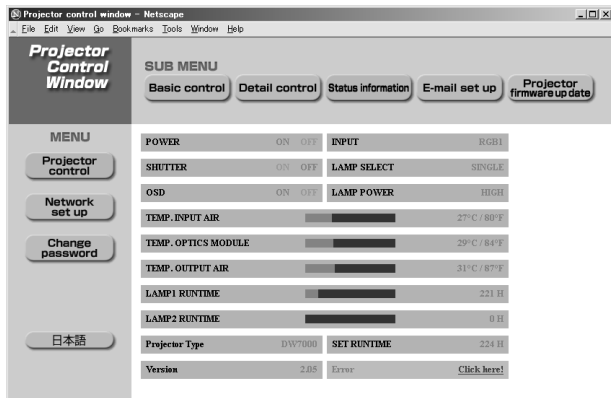 Projector control window - Netscape
File Edit View Go Bookmarks Tools Window Help
Projector
Control
Window
SUB MENU
Basic control Detail control Status information E-mail set up Projector firmware up date
MENU
Projector
control
Network
set up
Change
password
日本語
POWER ON OFF INPUT RGB1
SHUTTER ON OFF LAMP SELECT SINGLE
OSD ON OFF LAMP POWER HIGH
TEMP. INPUT AIR 27°C / 80°F
TEMP. OPTICS MODULE 29°C / 84°F
TEMP. OUTPUT AIR 31°C / 87°F
LAMP1 RUNTIME 221 H
LAMP2 RUNTIME 0 H
Projector Type DW7000 SET RUNTIME 224 H
Version 2.05 Error Click here!